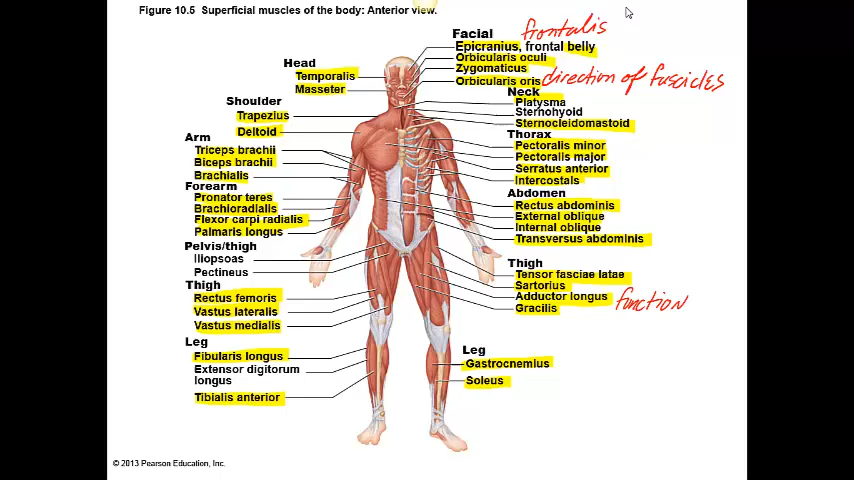 Figure 10.5 Superficial muscles of the body: Anterior view.
Facial
frontalis
Epicranius, frontal belly
Orbicularis oculi
Zygomaticus
Orbicularis oris
direction of fascicles
Head
Temporalis
Masseter
Neck
Platysma
Sternohyoid
Sternocleidomastoid
Shoulder
Trapezius
Deltoid
Thorax
Pectoralis minor
Pectoralis major
Serratus anterior
Intercostals
Arm
Triceps brachii
Biceps brachii
Brachialis
Forearm
Pronator teres
Brachioradialis
Flexor carpi radialis
Palmaris longus
Abdomen
Rectus abdominis
External oblique
Internal oblique
Transversus abdominis
Pelvis/thigh
Iliopsoas
Pectineus
Thigh
Rectus femoris
Vastus lateralis
Vastus medialis
Thigh
Tensor fasciae latae
Sartorius
Adductor longus
function
Gracilis
Leg
Fibularis longus
Extensor digitorum
longus
Tibialis anterior
Leg
Gastrocnemius
Soleus
© 2013 Pearson Education, Inc.